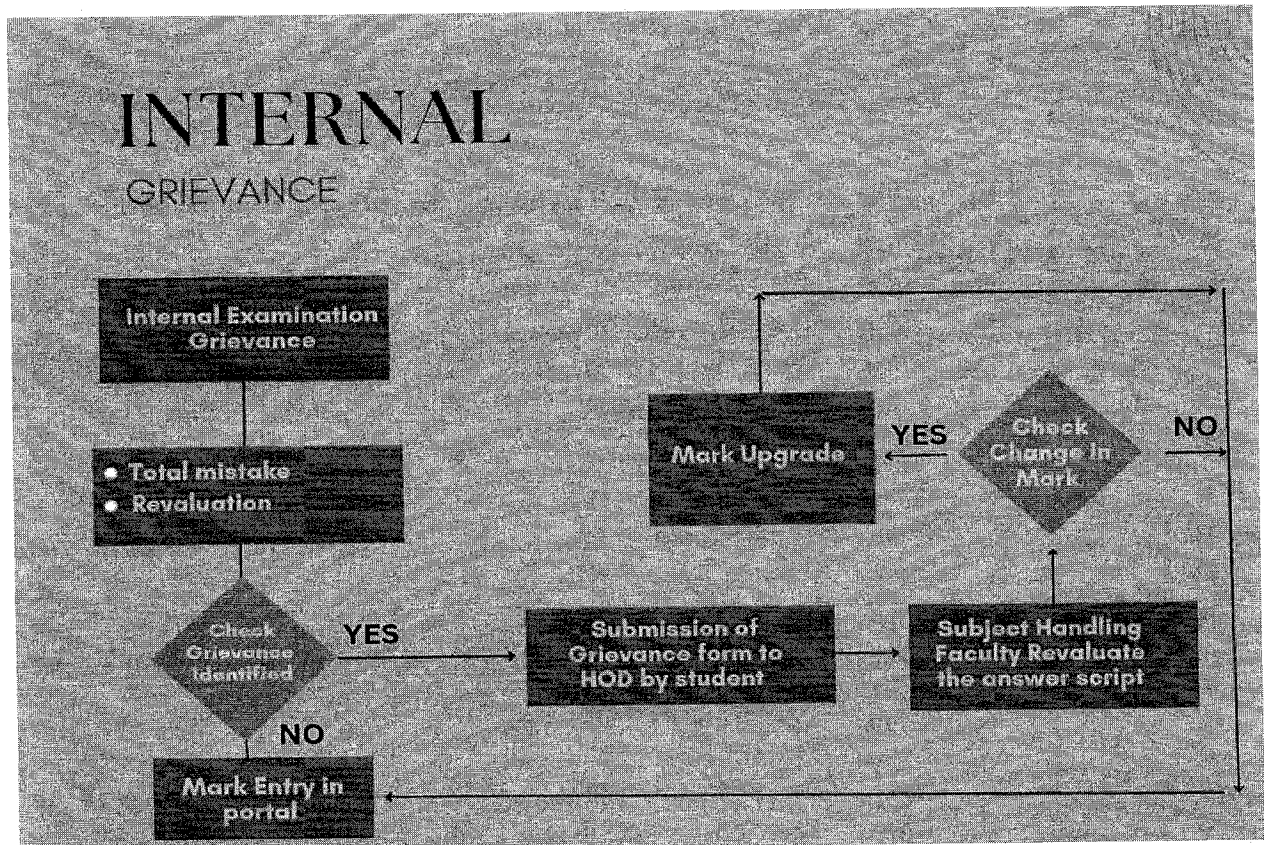 INTERNAL
GRIEVANCE
Internal Examination
Grievance
• Total mistake
• Revaluation
Check
Grievance
Identified
YES
NO
Mark Entry in
portal
Submission of
Grievance form to
HOD by student
Subject Handling
Faculty Revaluate
the answer script
Check
Change in
Mark
YES
NO
Mark Upgrade